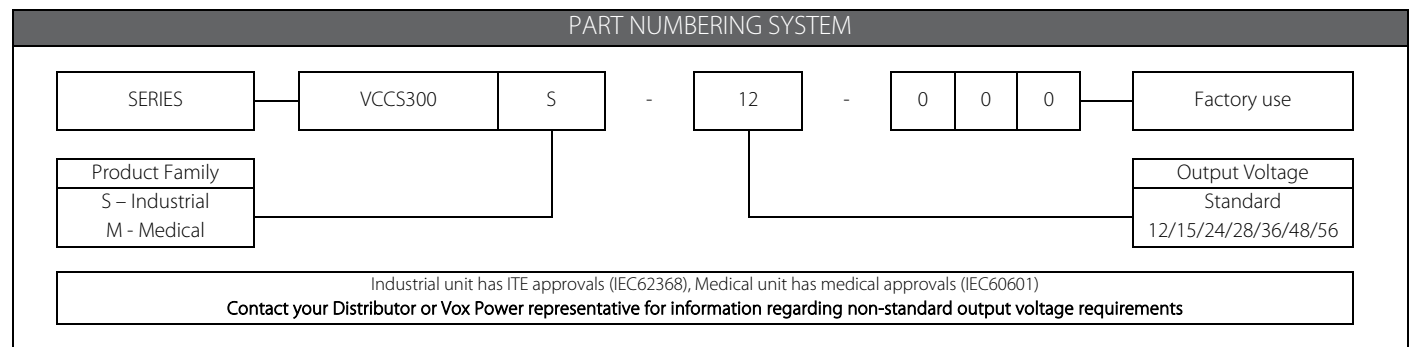 PART NUMBERING SYSTEM
SERIES VCCS300 S - 12 - 0 0 0 Factory use
Product Family
S – Industrial
M - Medical
Output Voltage
Standard
12/15/24/28/36/48/56
Industrial unit has ITE approvals (IEC62368), Medical unit has medical approvals (IEC60601)
Contact your Distributor or Vox Power representative for information regarding non-standard output voltage requirements